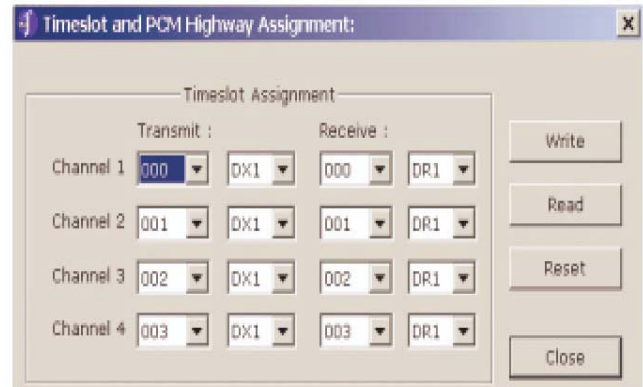 Timeslot and PCM Highway Assignment:
Timeslot Assignment
Transmit : Receive :
Channel 1 000 DX1 000 DR1
Channel 2 001 DX1 001 DR1
Channel 3 002 DX1 002 DR1
Channel 4 003 DX1 003 DR1
Write
Read
Reset
Close